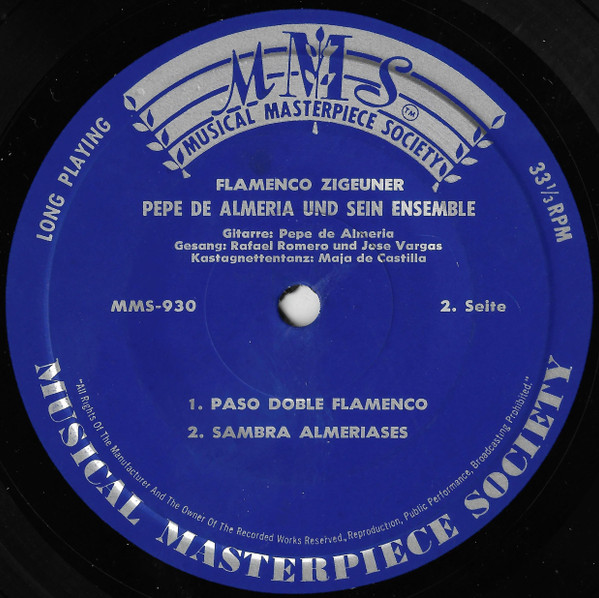 MMS
TM
MUSICAL MASTERPIECE SOCIETY
LONG PLAYING
33 1/3 RPM
FLAMENCO ZIGEUNER
PEPE DE ALMERIA UND SEIN ENSEMBLE
Gitarre: Pepe de Almeria
Gesang: Rafael Romero und Jose Vargas
Kastagnettentanz: Maja de Castilla
MMS-930
2. Seite
1. PASO DOBLE FLAMENCO
2. SAMBRA ALMERIASES
"All Rights Of The Manufacturer And The Owner Of The Recorded Works Reserved. Reproduction, Public Performance, Broadcasting Prohibited."
MUSICAL MASTERPIECE SOCIETY